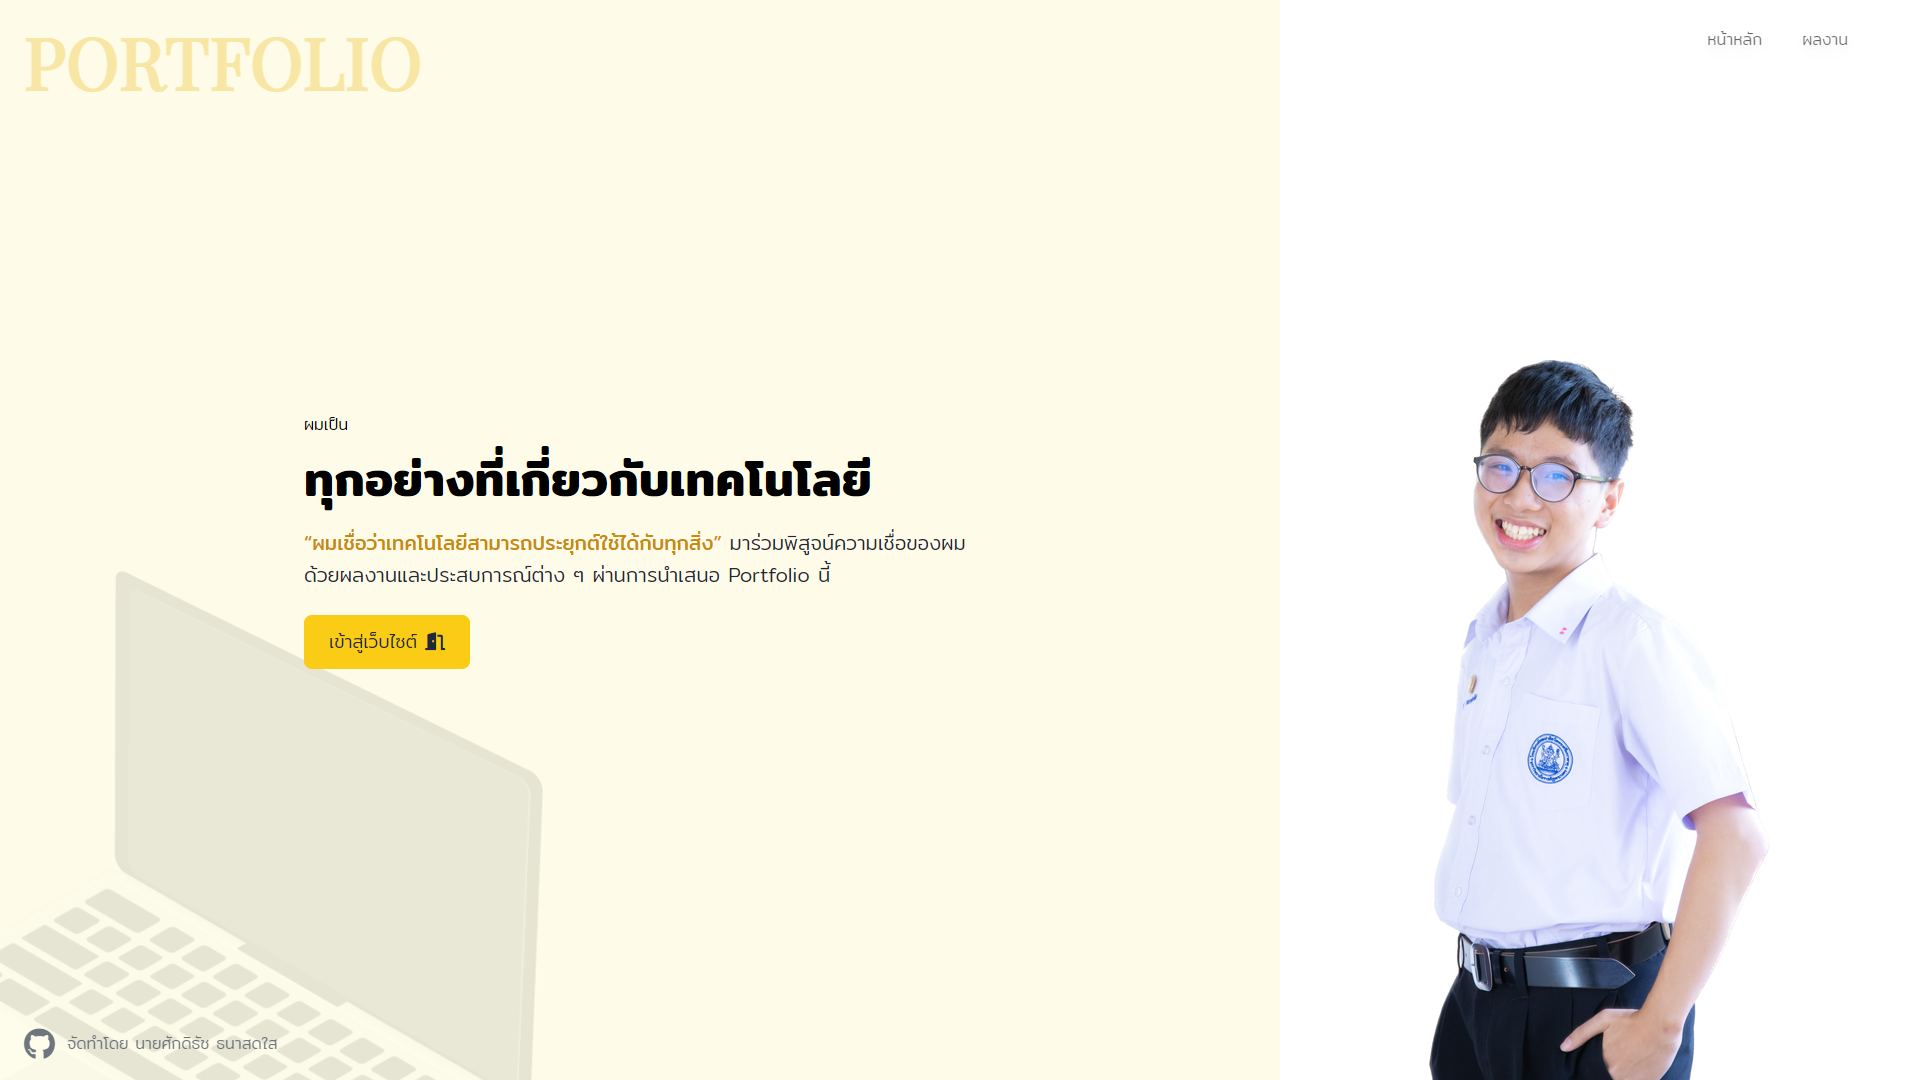 PORTFOLIO
หน้าหลัก
ผลงาน
ผมเป็น
ทุกอย่างที่เกี่ยวกับเทคโนโลยี
“ผมเชื่อว่าเทคโนโลยีสามารถประยุกต์ใช้ได้กับทุกสิ่ง” มาร่วมพิสูจน์ความเชื่อของผม
ด้วยผลงานและประสบการณ์ต่าง ๆ ผ่านการนำเสนอ Portfolio นี้
เข้าสู่เว็บไซต์
จัดทำโดย นายศักดิธัช ธนาสดใส